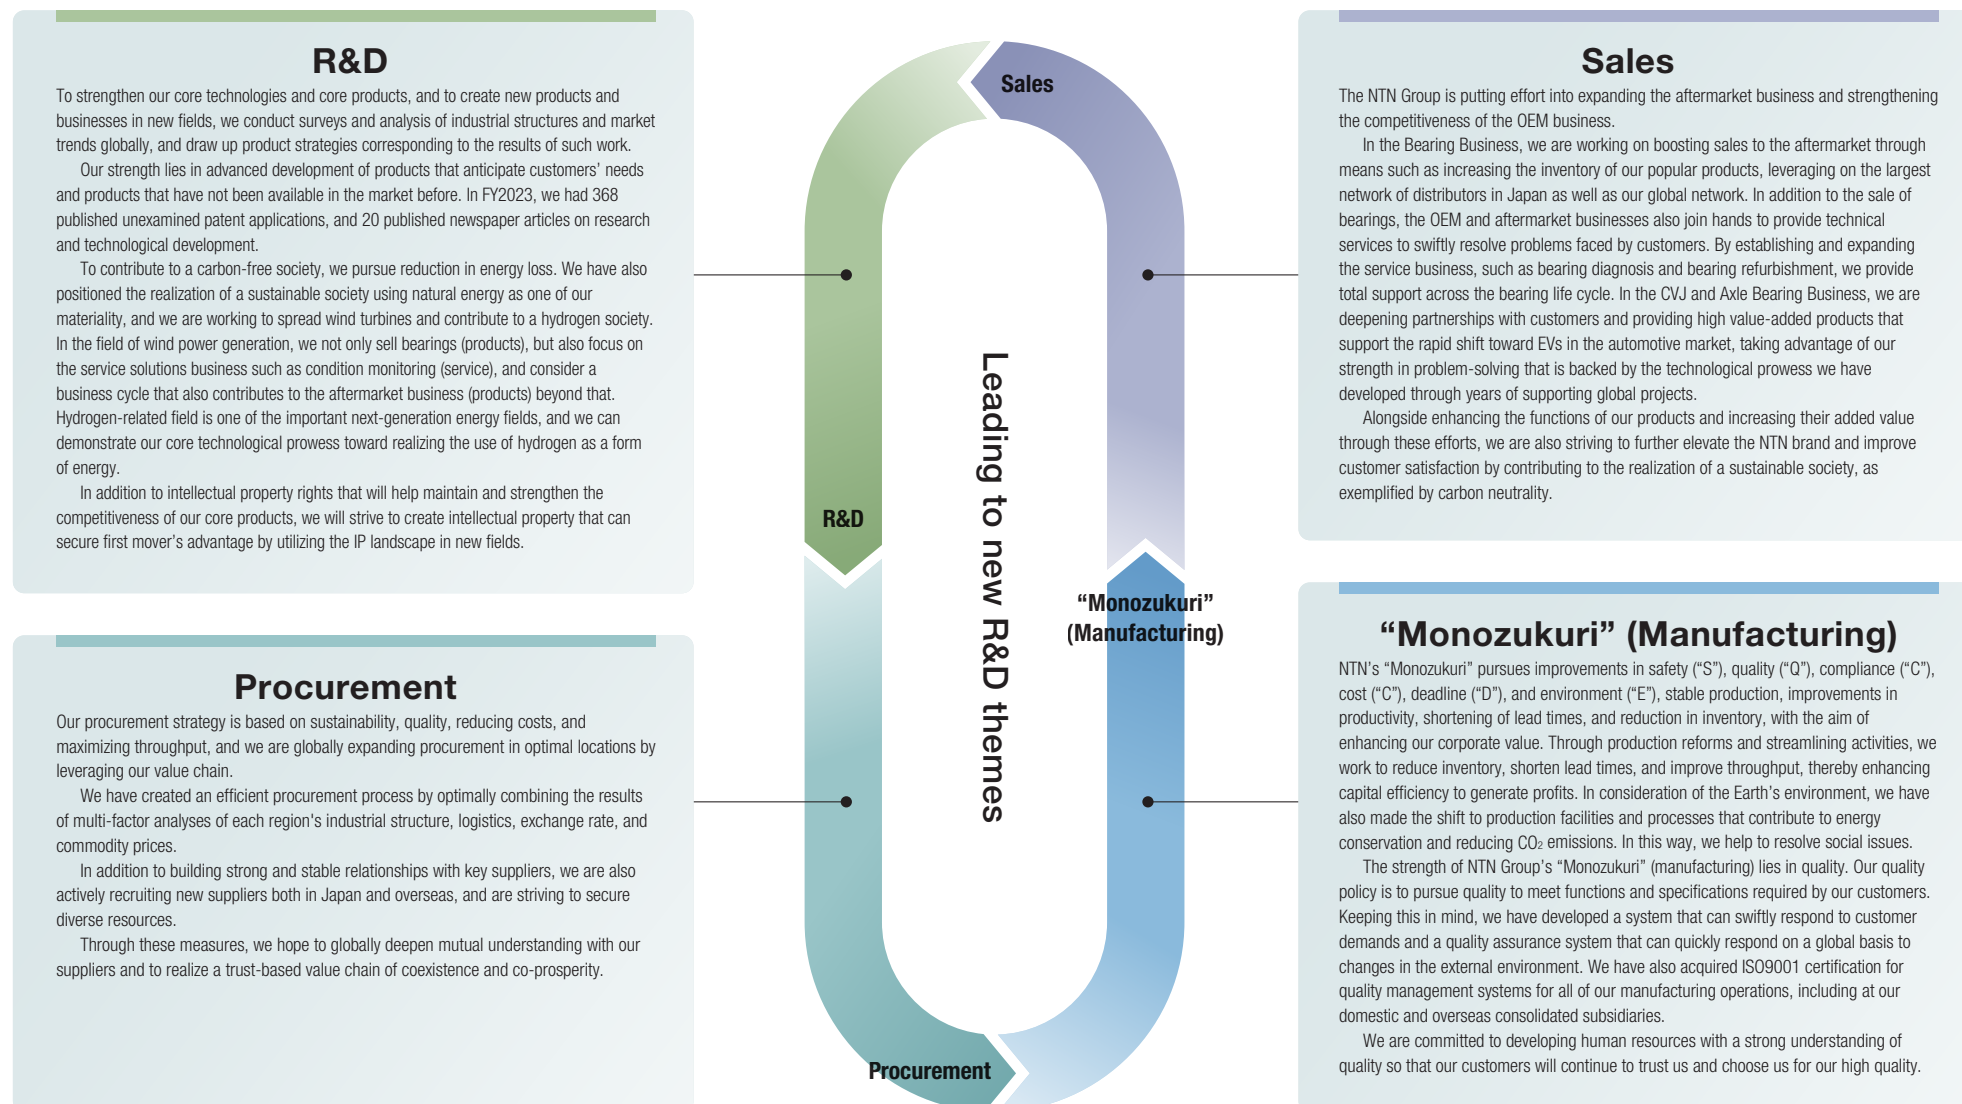 R&D
To strengthen our core technologies and core products, and to create new products and
businesses in new fields, we conduct surveys and analysis of industrial structures and market
trends globally, and draw up product strategies corresponding to the results of such work.
Our strength lies in advanced development of products that anticipate customers’ needs
and products that have not been available in the market before. In FY2023, we had 368
published unexamined patent applications, and 20 published newspaper articles on research
and technological development.
To contribute to a carbon-free society, we pursue reduction in energy loss. We have also
positioned the realization of a sustainable society using natural energy as one of our
materiality, and we are working to spread wind turbines and contribute to a hydrogen society.
In the field of wind power generation, we not only sell bearings (products), but also focus on
the service solutions business such as condition monitoring (service), and consider a
business cycle that also contributes to the aftermarket business (products) beyond that.
Hydrogen-related field is one of the important next-generation energy fields, and we can
demonstrate our core technological prowess toward realizing the use of hydrogen as a form
of energy.
In addition to intellectual property rights that will help maintain and strengthen the
competitiveness of our core products, we will strive to create intellectual property that can
secure first mover’s advantage by utilizing the IP landscape in new fields.
Procurement
Our procurement strategy is based on sustainability, quality, reducing costs, and
maximizing throughput, and we are globally expanding procurement in optimal locations by
leveraging our value chain.
We have created an efficient procurement process by optimally combining the results
of multi-factor analyses of each region's industrial structure, logistics, exchange rate, and
commodity prices.
In addition to building strong and stable relationships with key suppliers, we are also
actively recruiting new suppliers both in Japan and overseas, and are striving to secure
diverse resources.
Through these measures, we hope to globally deepen mutual understanding with our
suppliers and to realize a trust-based value chain of coexistence and co-prosperity.
Sales
R&D
Leading to new R&D themes
“Monozukuri”
(Manufacturing)
Procurement
Sales
The NTN Group is putting effort into expanding the aftermarket business and strengthening
the competitiveness of the OEM business.
In the Bearing Business, we are working on boosting sales to the aftermarket through
means such as increasing the inventory of our popular products, leveraging on the largest
network of distributors in Japan as well as our global network. In addition to the sale of
bearings, the OEM and aftermarket businesses also join hands to provide technical
services to swiftly resolve problems faced by customers. By establishing and expanding
the service business, such as bearing diagnosis and bearing refurbishment, we provide
total support across the bearing life cycle. In the CVJ and Axle Bearing Business, we are
deepening partnerships with customers and providing high value-added products that
support the rapid shift toward EVs in the automotive market, taking advantage of our
strength in problem-solving that is backed by the technological prowess we have
developed through years of supporting global projects.
Alongside enhancing the functions of our products and increasing their added value
through these efforts, we are also striving to further elevate the NTN brand and improve
customer satisfaction by contributing to the realization of a sustainable society, as
exemplified by carbon neutrality.
“Monozukuri” (Manufacturing)
NTN’s “Monozukuri” pursues improvements in safety (“S”), quality (“Q”), compliance (“C”),
cost (“C”), deadline (“D”), and environment (“E”), stable production, improvements in
productivity, shortening of lead times, and reduction in inventory, with the aim of
enhancing our corporate value. Through production reforms and streamlining activities, we
work to reduce inventory, shorten lead times, and improve throughput, thereby enhancing
capital efficiency to generate profits. In consideration of the Earth’s environment, we have
also made the shift to production facilities and processes that contribute to energy
conservation and reducing CO₂ emissions. In this way, we help to resolve social issues.
The strength of NTN Group’s “Monozukuri” (manufacturing) lies in quality. Our quality
policy is to pursue quality to meet functions and specifications required by our customers.
Keeping this in mind, we have developed a system that can swiftly respond to customer
demands and a quality assurance system that can quickly respond on a global basis to
changes in the external environment. We have also acquired ISO9001 certification for
quality management systems for all of our manufacturing operations, including at our
domestic and overseas consolidated subsidiaries.
We are committed to developing human resources with a strong understanding of
quality so that our customers will continue to trust us and choose us for our high quality.